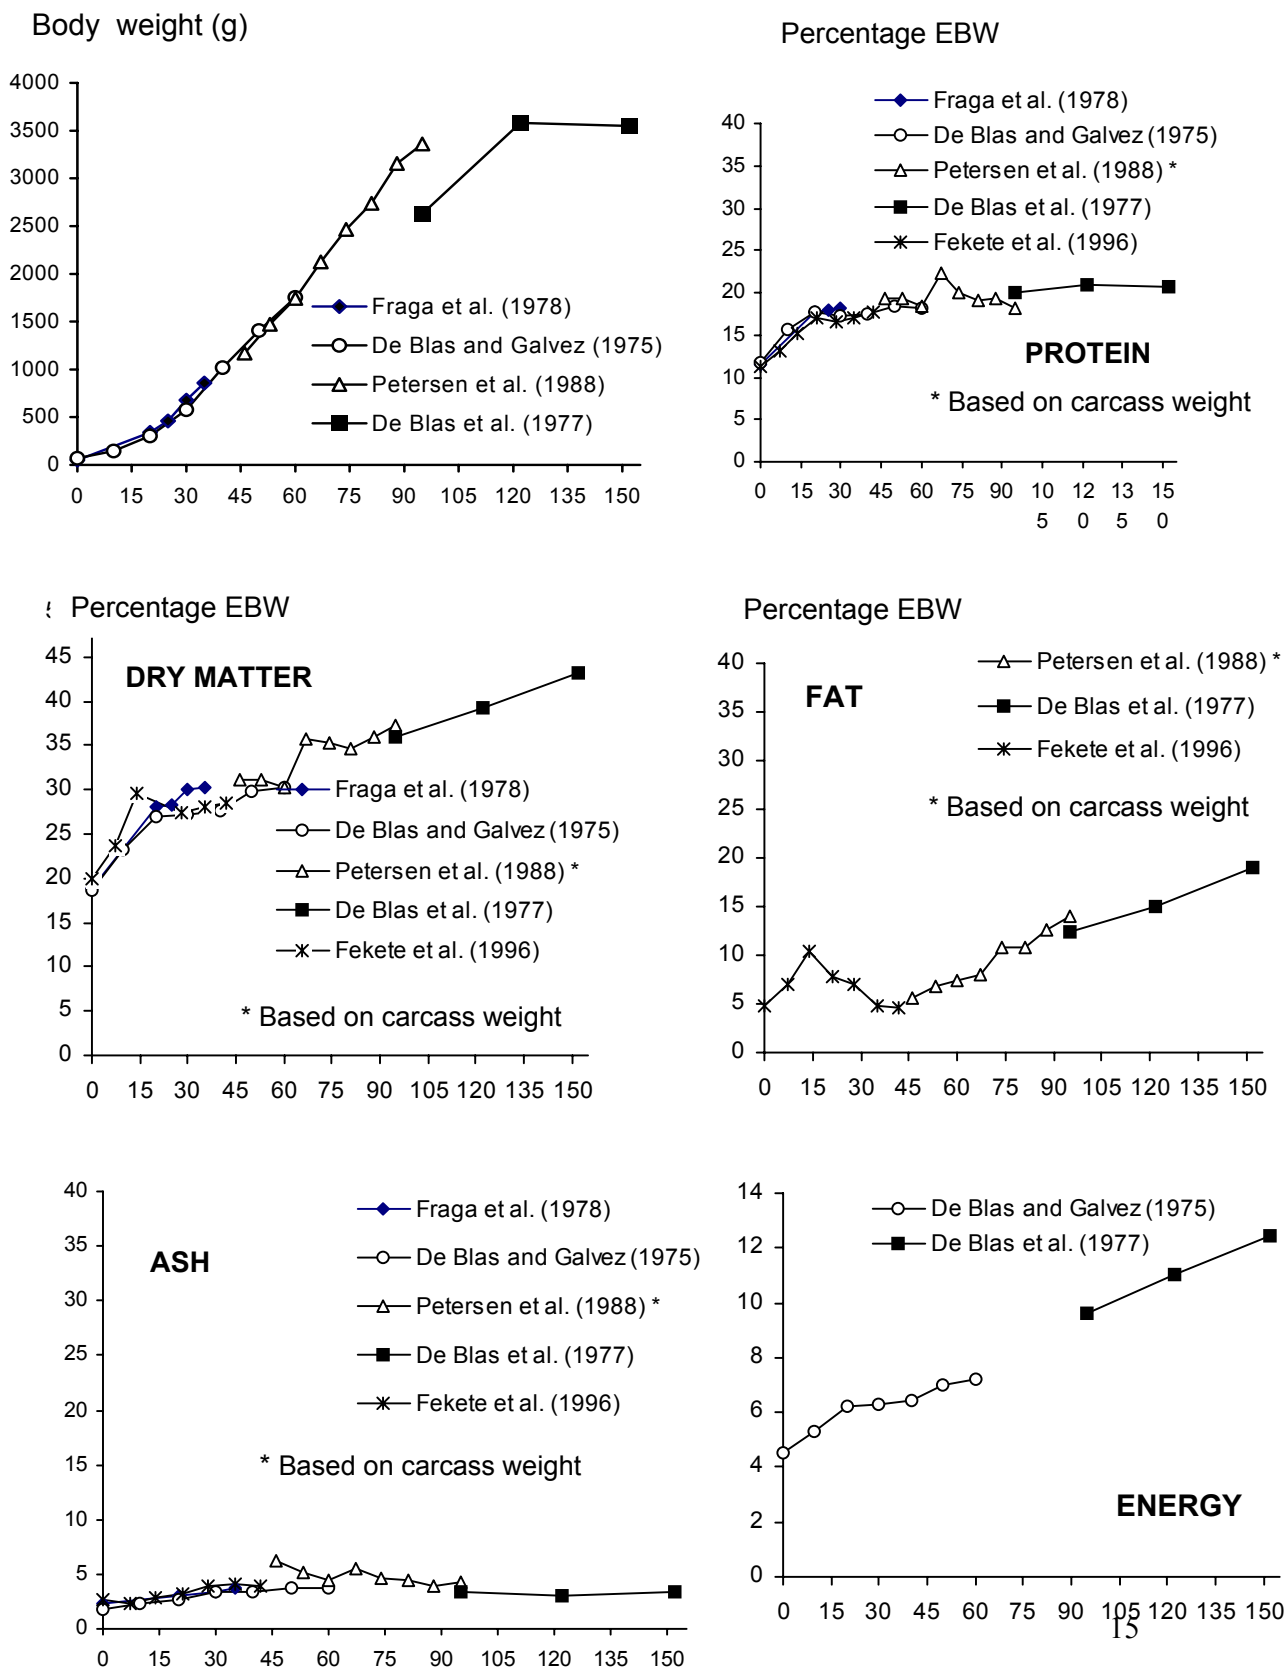 Body weight (g)
4000
3500
3000
2500
2000
1500
1000
500
0
Fraga et al. (1978)
De Blas and Galvez (1975)
Petersen et al. (1988)
De Blas et al. (1977)
0 15 30 45 60 75 90 105 120 135 150
Percentage EBW
Fraga et al. (1978)
De Blas and Galvez (1975)
Petersen et al. (1988) *
De Blas et al. (1977)
Fekete et al. (1996)
40
35
30
25
20
15
10
5
0
PROTEIN
* Based on carcass weight
0 15 30 45 60 75 90 10 12 13 15
5 0 5 0
Percentage EBW
45
40
35
30
25
20
15
10
5
0
DRY MATTER
Fraga et al. (1978)
De Blas and Galvez (1975)
Petersen et al. (1988) *
De Blas et al. (1977)
Fekete et al. (1996)
* Based on carcass weight
0 15 30 45 60 75 90 105 120 135 150
Percentage EBW
40
35
30
25
20
15
10
5
0
FAT
Petersen et al. (1988) *
De Blas et al. (1977)
Fekete et al. (1996)
* Based on carcass weight
0 15 30 45 60 75 90 105 120 135 150
40
35
30
25
20
15
10
5
0
ASH
Fraga et al. (1978)
De Blas and Galvez (1975)
Petersen et al. (1988) *
De Blas et al. (1977)
Fekete et al. (1996)
* Based on carcass weight
0 15 30 45 60 75 90 105 120 135 150
14
12
10
8
6
4
2
0
De Blas and Galvez (1975)
De Blas et al. (1977)
ENERGY
0 15 30 45 60 75 90 105 120 135 150
15